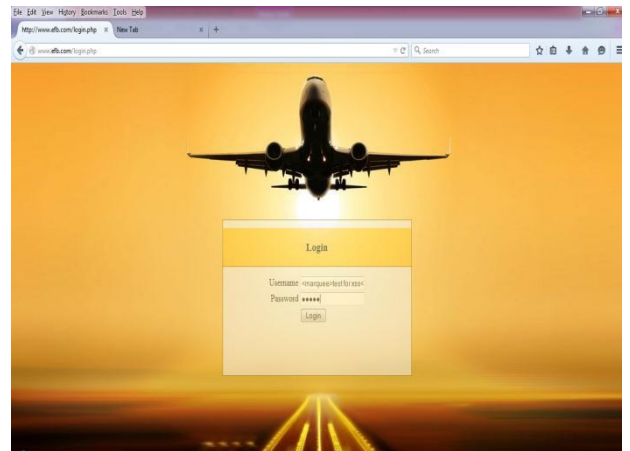 File Edit View History Bookmarks Tools Help
http://www.efb.com/login.php × New Tab × +
www.efb.com/login.php Search
Login
Username <marquee>test for xss<
Password •••••
Login